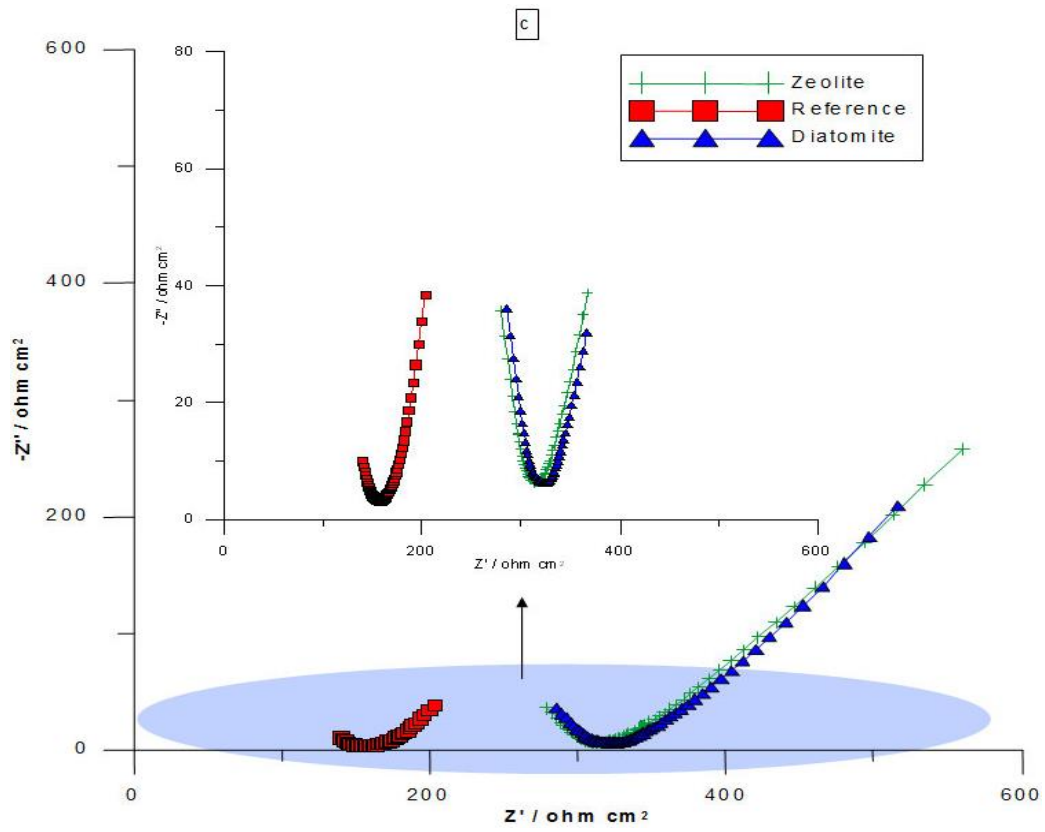 c
600
80
Zeolite
Reference
Diatomite
60
400
40
-Z'' / ohm cm²
-Z'' / ohm cm²
20
200
0
0 200 400 600
Z' / ohm cm²
0
0 200 400 600
Z' / ohm cm²